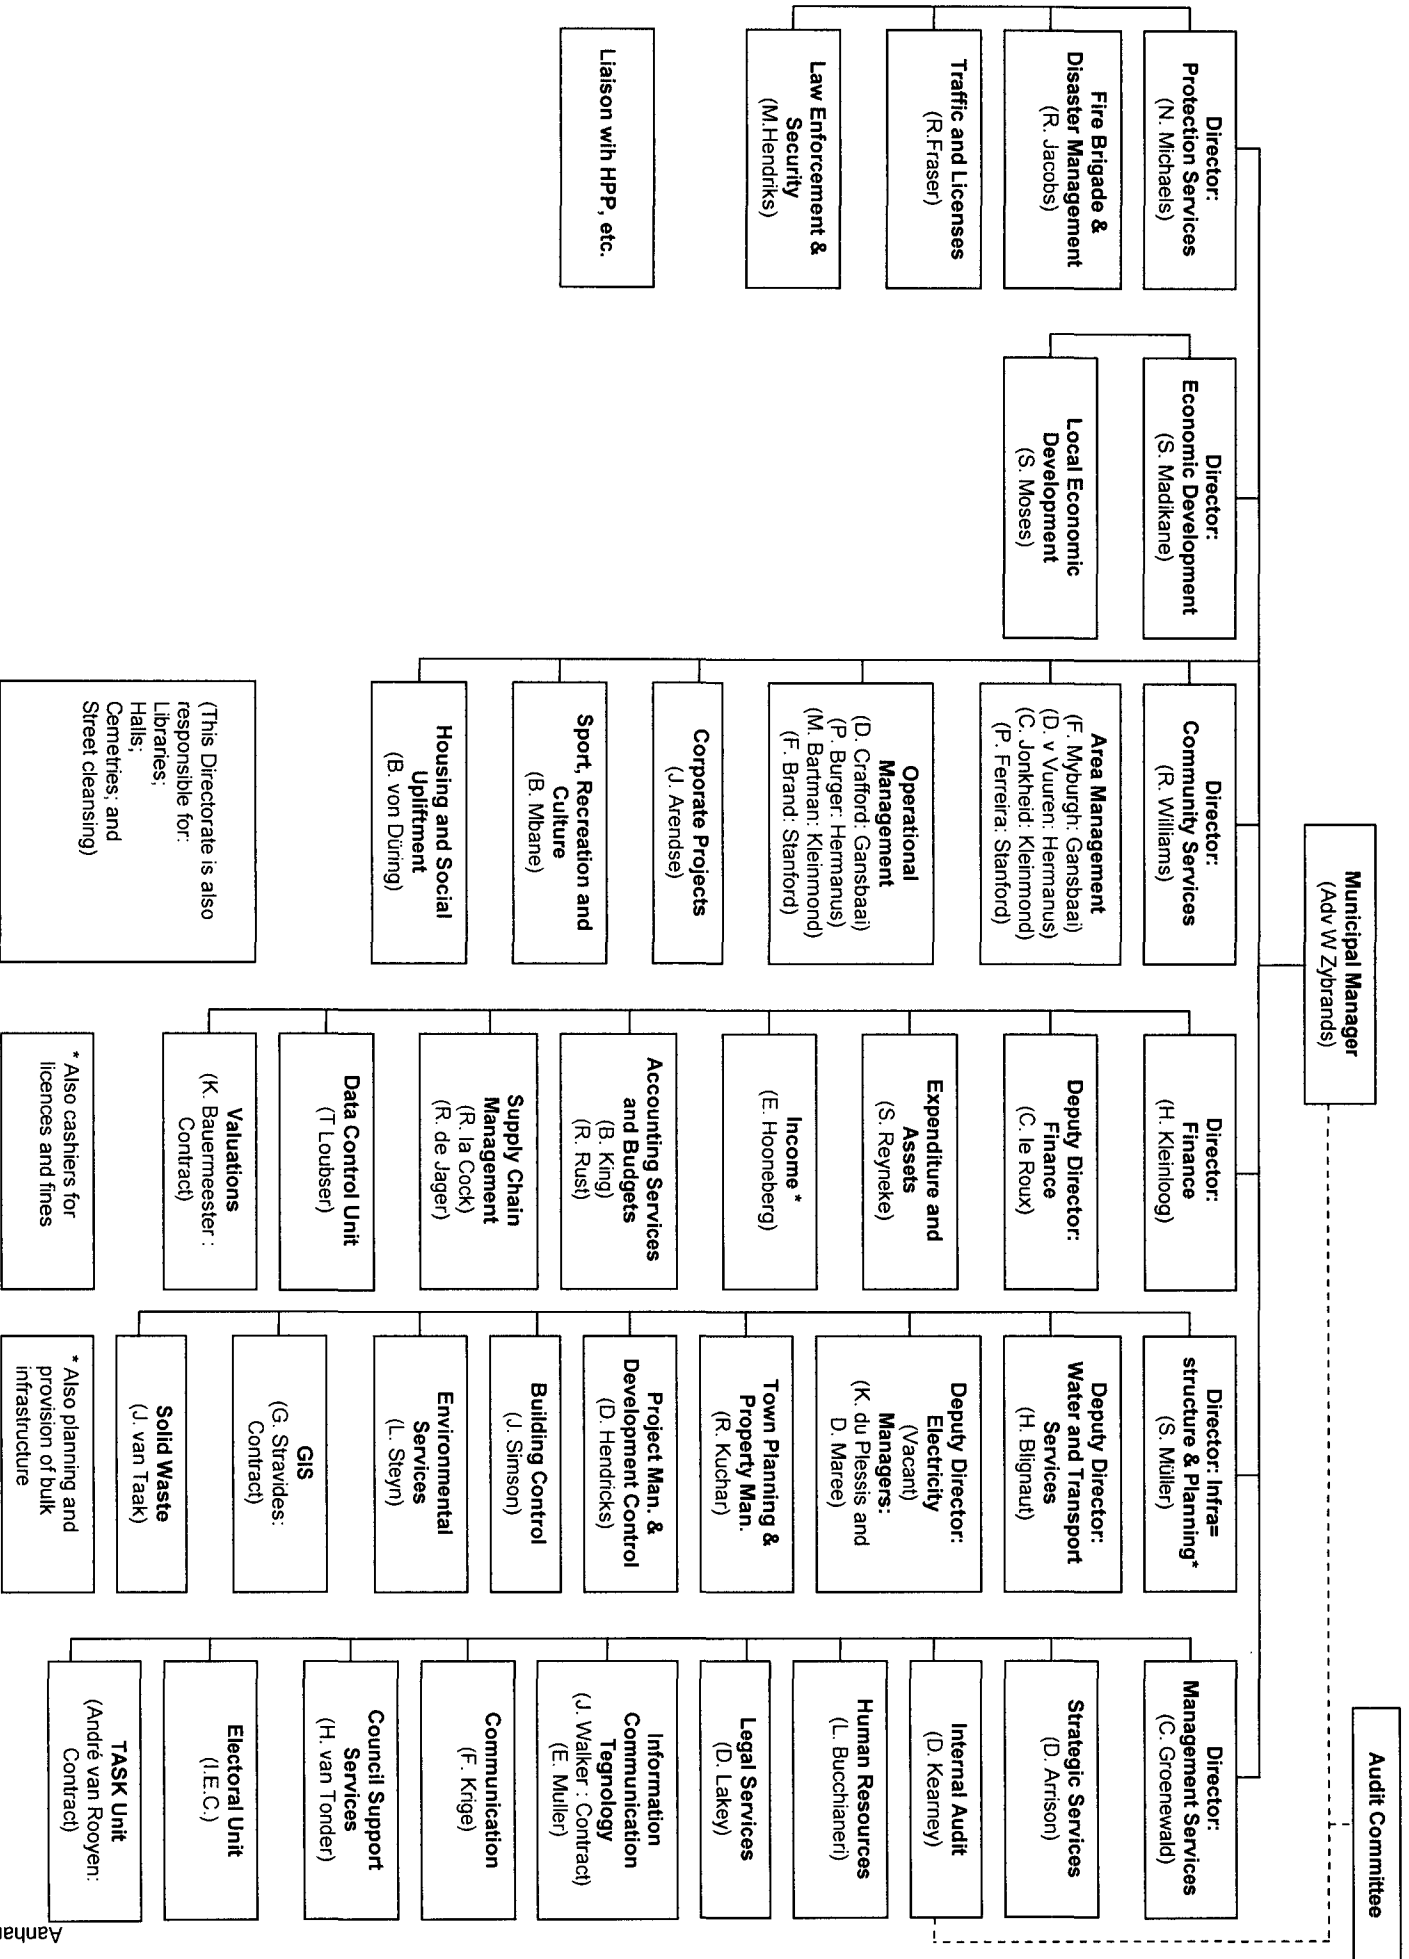 Audit Committee
Municipal Manager
(Adv W Zybrands)
Director:
Protection Services
(N. Michaels)
Fire Brigade &
Disaster Management
(R. Jacobs)
Traffic and Licenses
(R.Fraser)
Law Enforcement &
Security
(M.Hendriks)
Liaison wih HPP, etc.
Director:
Economic Development
(S. Madikane)
Local Economic
Development
(S. Moses)
Director:
Community Services
(R. Williams)
Area Management
(F. Myburgh: Gansbaai)
(D. v Vuuren: Hermanus)
(C. Jonkheid: Kleinmond)
(P. Ferreira: Stanford)
Operational
Management
(D. Crafford: Gansbaai)
(P. Burger: Hermanus)
(M. Bartman: Kleinmond)
(F. Brand: Stanford)
Corporate Projects
(J. Arendse)
Sport, Recreation and
Culture
(B. Mbane)
Housing and Social
Upliftment
(B. von Düring)
(This Directorate is also
responsible for:
Libraries;
Halls;
Cemetries; and
Street cleansing)
Director:
Finance
(H. Kleinloog)
Deputy Director:
Finance
(C. le Roux)
Expenditure and
Assets
(S. Reyneke)
Income *
(E. Hooneberg)
Accounting Services
and Budgets
(B. King)
(R. Rust)
Supply Chain
Management
(R. la Cock)
(R. de Jager)
Data Control Unit
(T Loubser)
Valuations
(K. Bauermeester :
Contract)
* Also cashiers for
licences and fines
Director: Infra=
structure & Planning*
(S. Müller)
Deputy Director:
Water and Transport
Services
(H. Blignaut)
Deputy Director:
Electricity
(Vacant)
Managers:
(K. du Plessis and
D. Maree)
Town Planning &
Property Man.
(R. Kuchar)
Project Man. &
Development Control
(D. Hendricks)
Building Control
(J. Simson)
Environmental
Services
(L. Steyn)
GIS
(G. Stravides:
Contract)
Solid Waste
(J. van Taak)
* Also planning and
provision of bulk
infrastructure
Director:
Management Services
(C. Groenewald)
Strategic Services
(D. Arrison)
Internal Audit
(D. Kearney)
Human Resources
(L. Bucchianeri)
Legal Services
(D. Lakey)
Information
Communication
Tegnology
(J. Walker : Contract)
(E. Muller)
Communication
(F. Krige)
Council Support
Services
(H. van Tonder)
Electoral Unit
(I.E.C.)
TASK Unit
(André van Rooyen:
Contract)